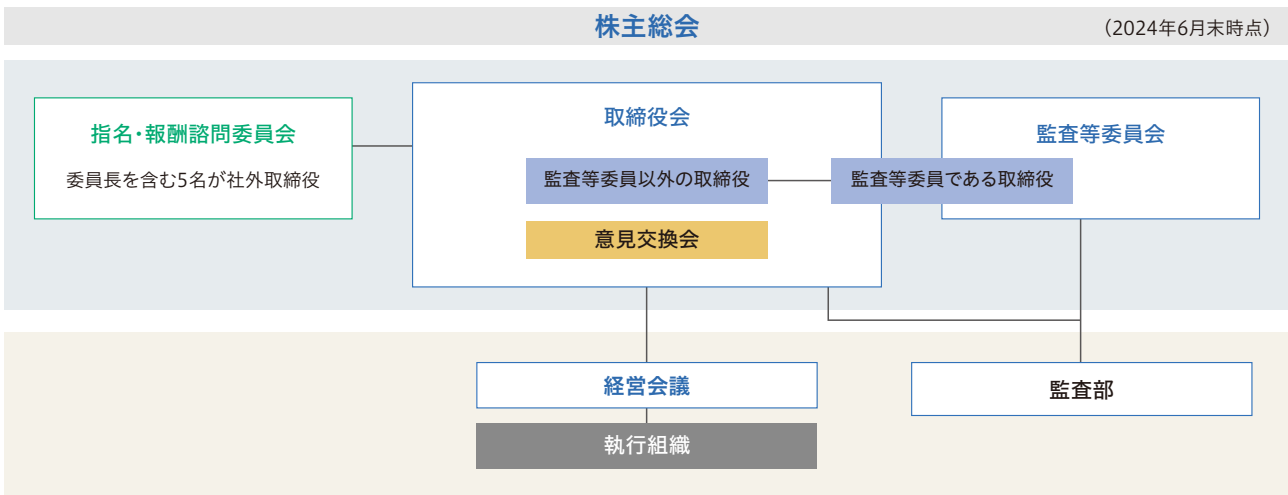 株主総会
（2024年6月末時点）
指名・報酬諮問委員会
委員長を含む5名が社外取締役
取締役会
監査等委員以外の取締役
意見交換会
監査等委員会
監査等委員である取締役
経営会議
執行組織
監査部